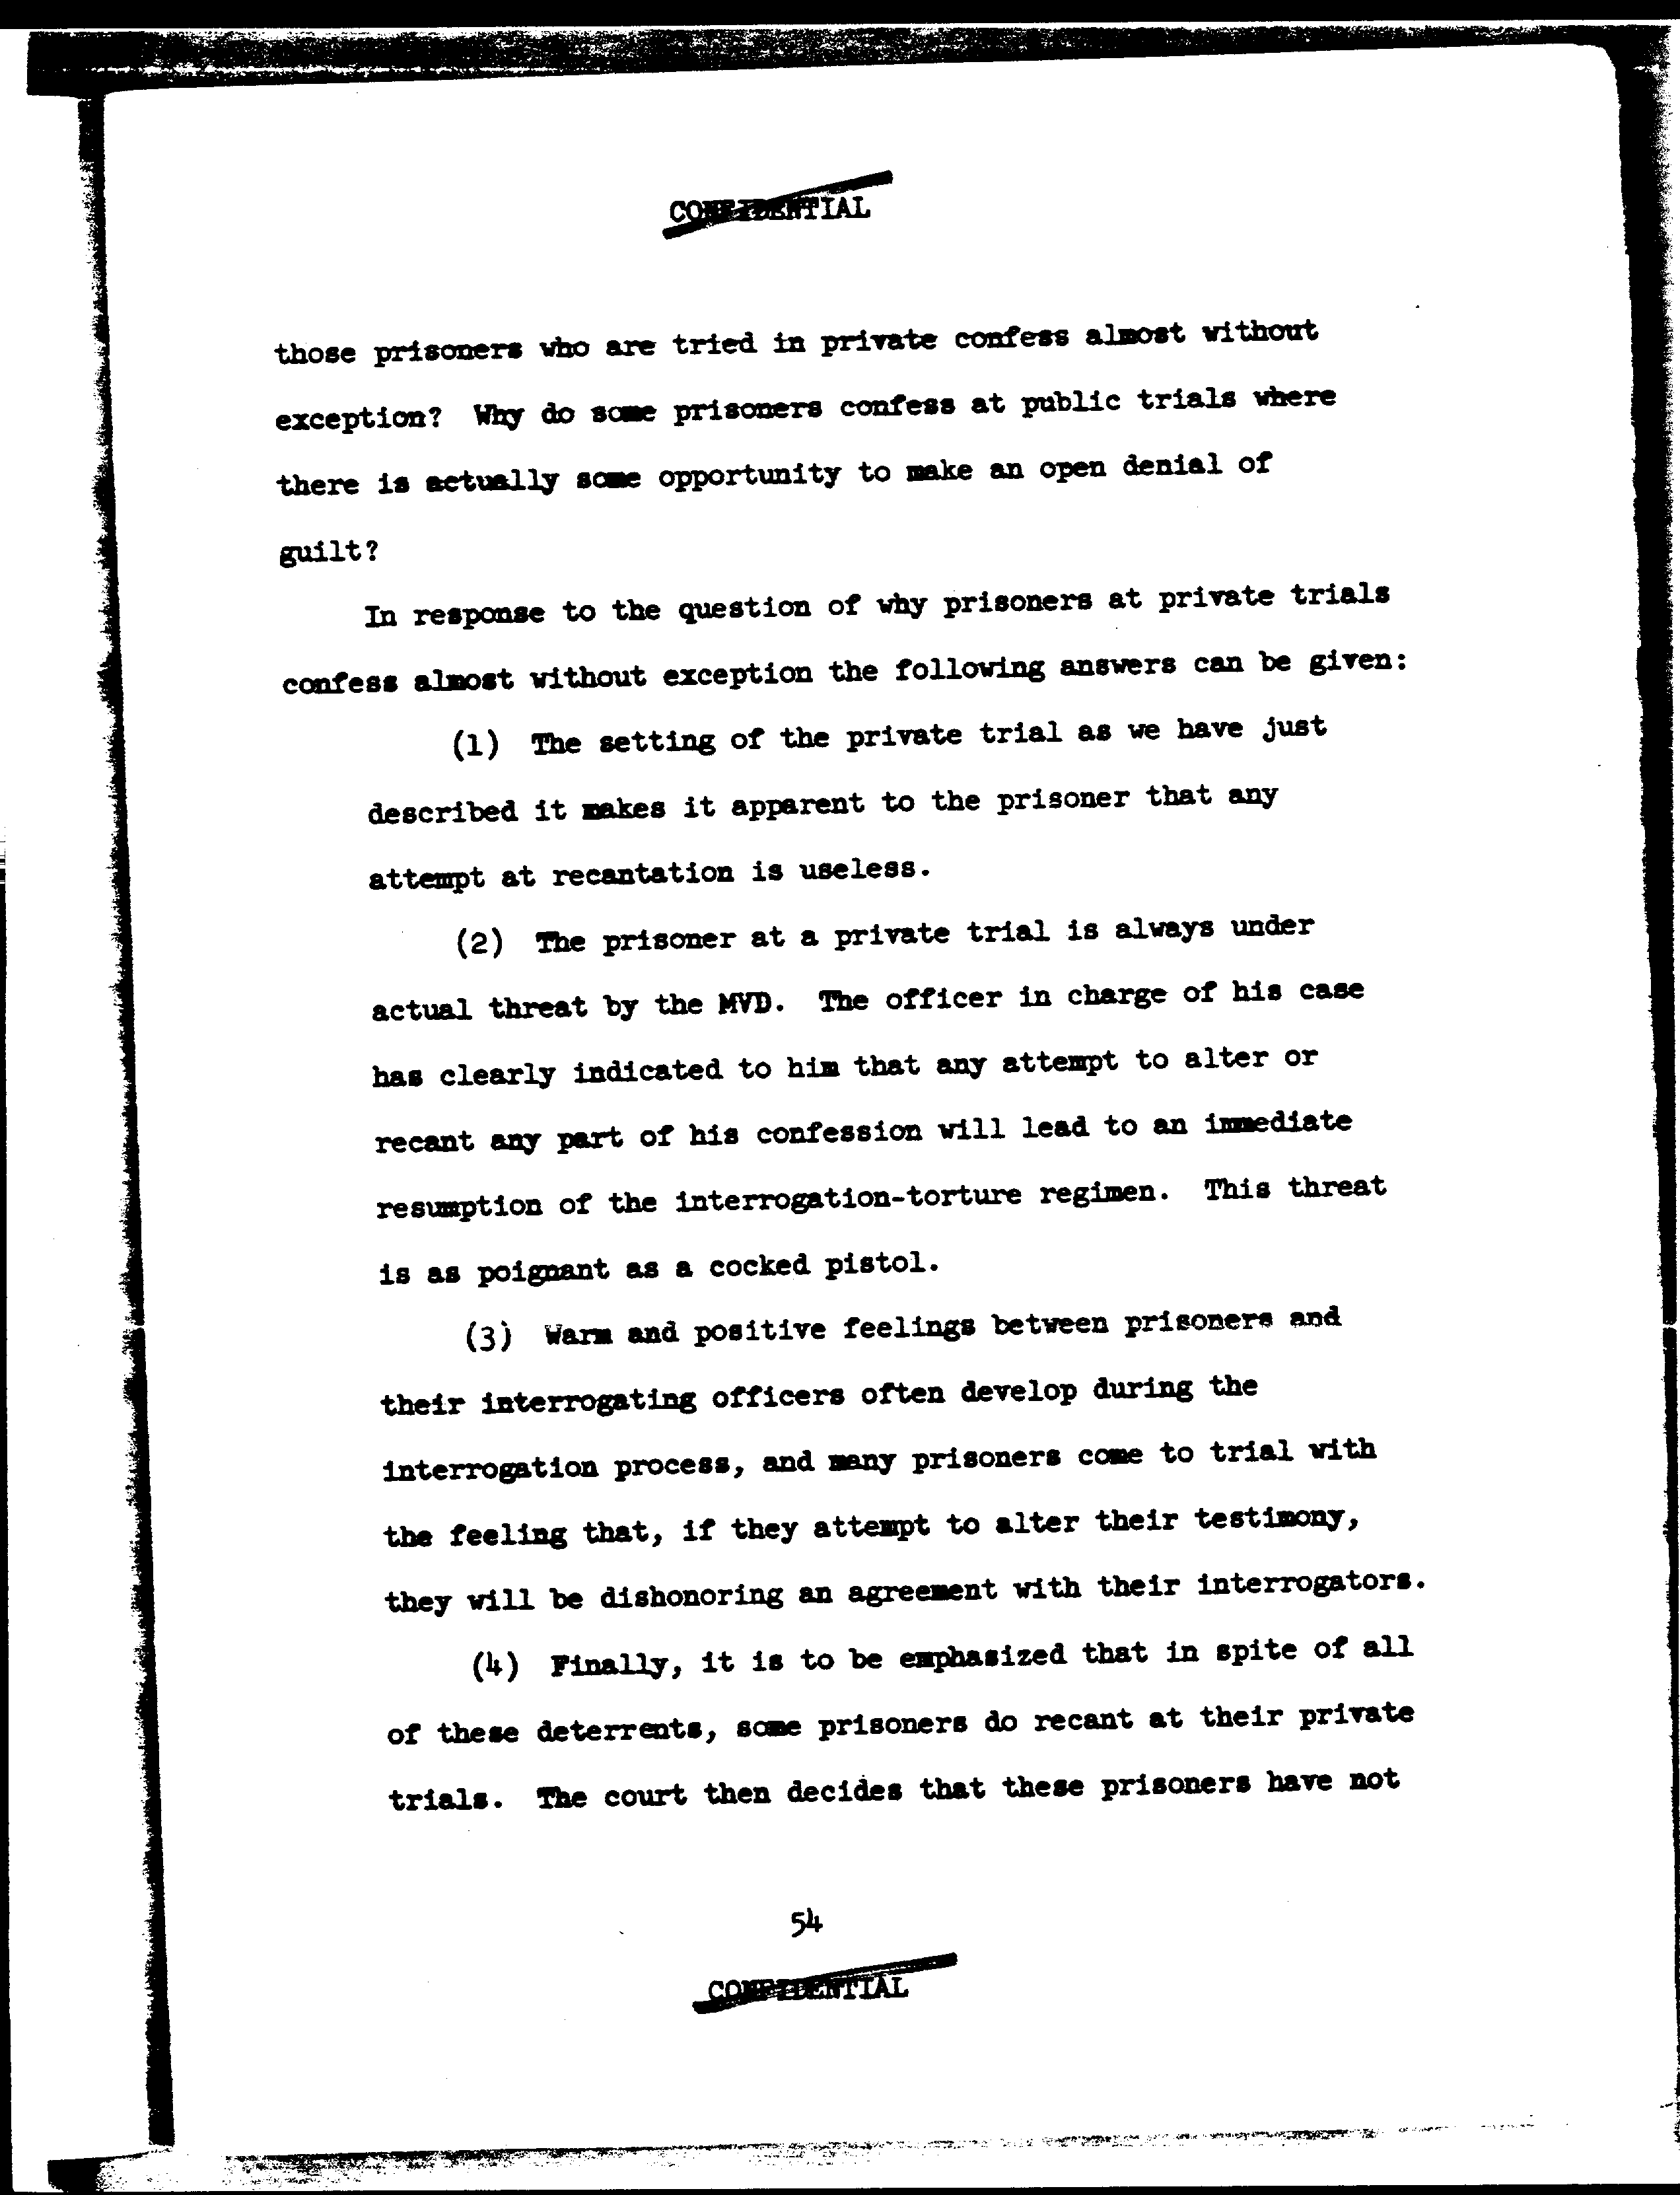 CONFIDENTIAL
those prisoners who are tried in private confess almost without
exception? Why do some prisoners confess at public trials where
there is actually some opportunity to make an open denial of
guilt?
In response to the question of why prisoners at private trials
confess almost without exception the following answers can be given:
(1) The setting of the private trial as we have just
described it makes it apparent to the prisoner that any
attempt at recantation is useless.
(2) The prisoner at a private trial is always under
actual threat by the MVD. The officer in charge of his case
has clearly indicated to him that any attempt to alter or
recant any part of his confession will lead to an immediate
resumption of the interrogation-torture regimen. This threat
is as poignant as a cocked pistol.
(3) Warm and positive feelings between prisoners and
their interrogating officers often develop during the
interrogation process, and many prisoners come to trial with
the feeling that, if they attempt to alter their testimony,
they will be dishonoring an agreement with their interrogators.
(4) Finally, it is to be emphasized that in spite of all
of these deterrents, some prisoners do recant at their private
trials. The court then decides that these prisoners have not
54
CONFIDENTIAL